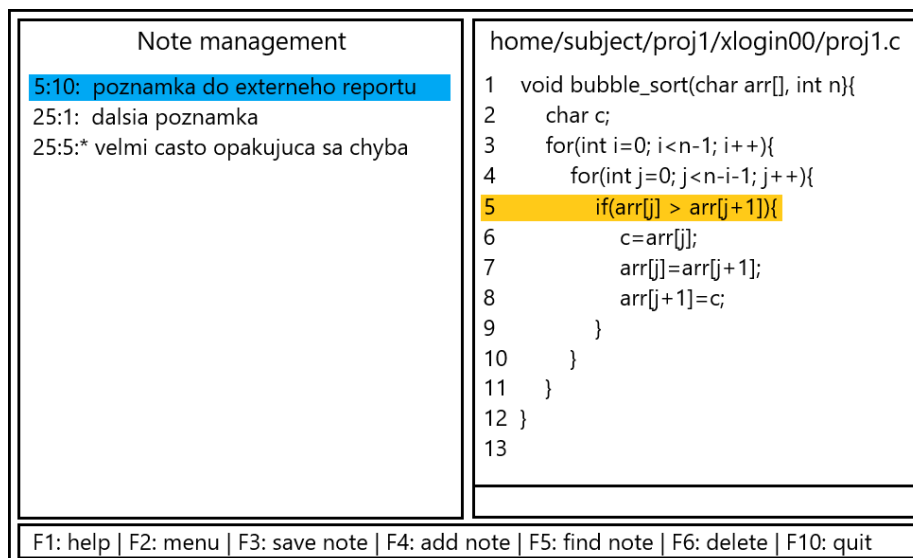 Note management
5:10: poznamka do externeho reportu
25:1: dalsia poznamka
25:5:* velmi casto opakujuca sa chyba
home/subject/proj1/xlogin00/proj1.c
1 void bubble_sort(char arr[], int n){
2 char c;
3 for(int i=0; i<n-1; i++){
4 for(int j=0; j<n-i-1; j++){
5 if(arr[j] > arr[j+1]){
6 c=arr[j];
7 arr[j]=arr[j+1];
8 arr[j+1]=c;
9 }
10 }
11 }
12 }
13
F1: help | F2: menu | F3: save note | F4: add note | F5: find note | F6: delete | F10: quit